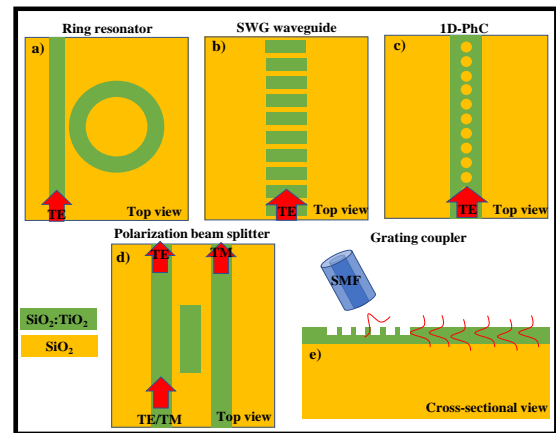 Ring resonator
a)
TE
Top view
SWG waveguide
b)
TE
Top view
1D-PhC
c)
TE
Top view
Polarization beam splitter
d)
TE
TM
TE/TM
Top view
Grating coupler
SMF
e)
Cross-sectional view
SiO₂:TiO₂
SiO₂